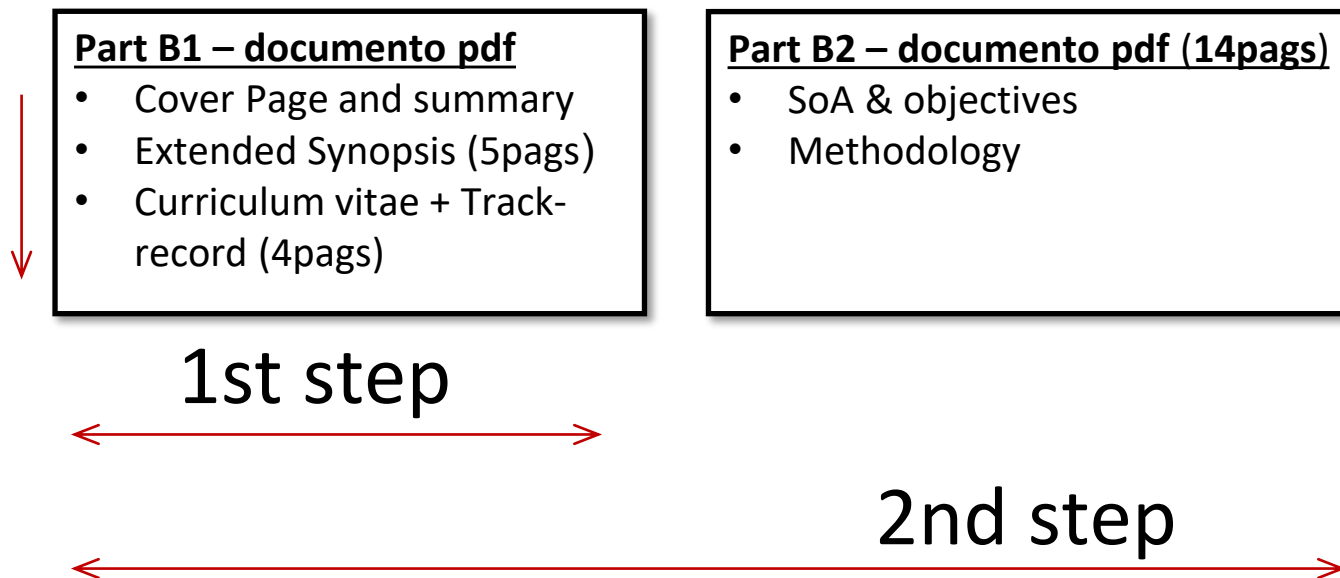 Part B1 – documento pdf
• Cover Page and summary
• Extended Synopsis (5pags)
• Curriculum vitae + Track-
record (4pags)
Part B2 – documento pdf (14pags)
• SoA & objectives
• Methodology
1st step
2nd step